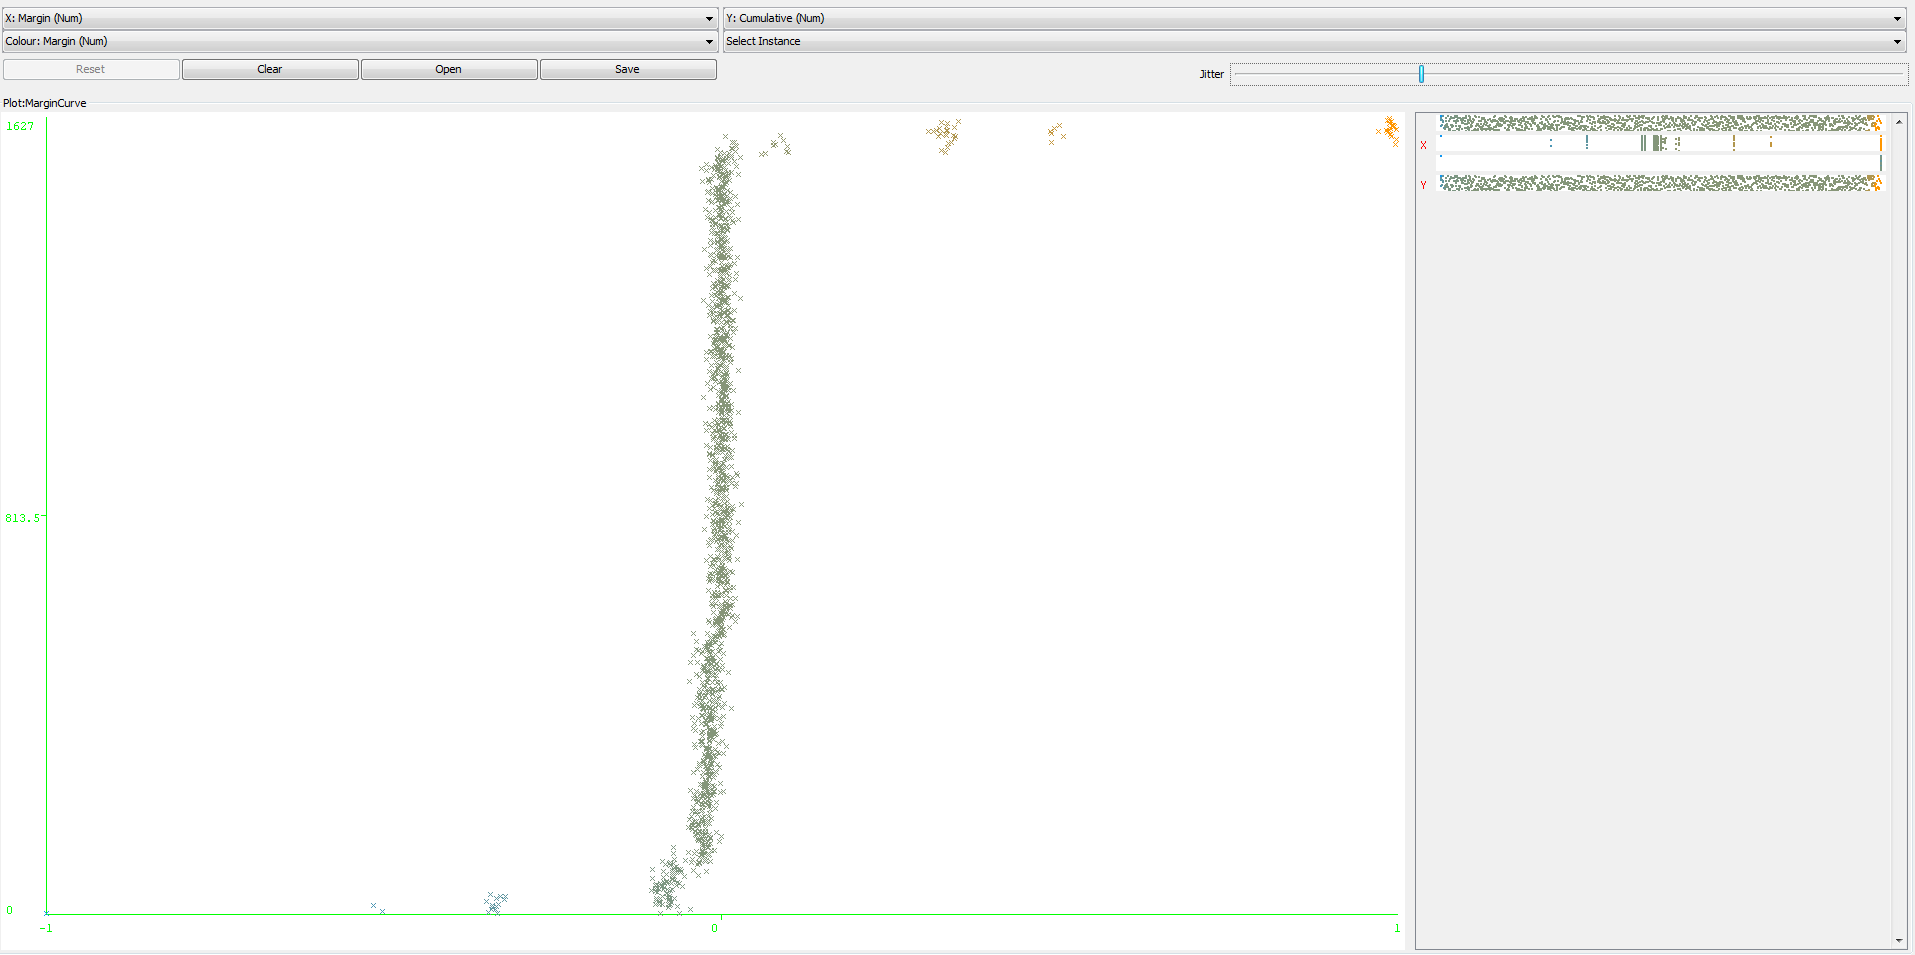 X: Margin (Num)
Y: Cumulative (Num)
Colour: Margin (Num)
Select Instance
Reset
Clear
Open
Save
Jitter
Plot:MarginCurve
1627
813.5
0
-1
0
1
X
Y